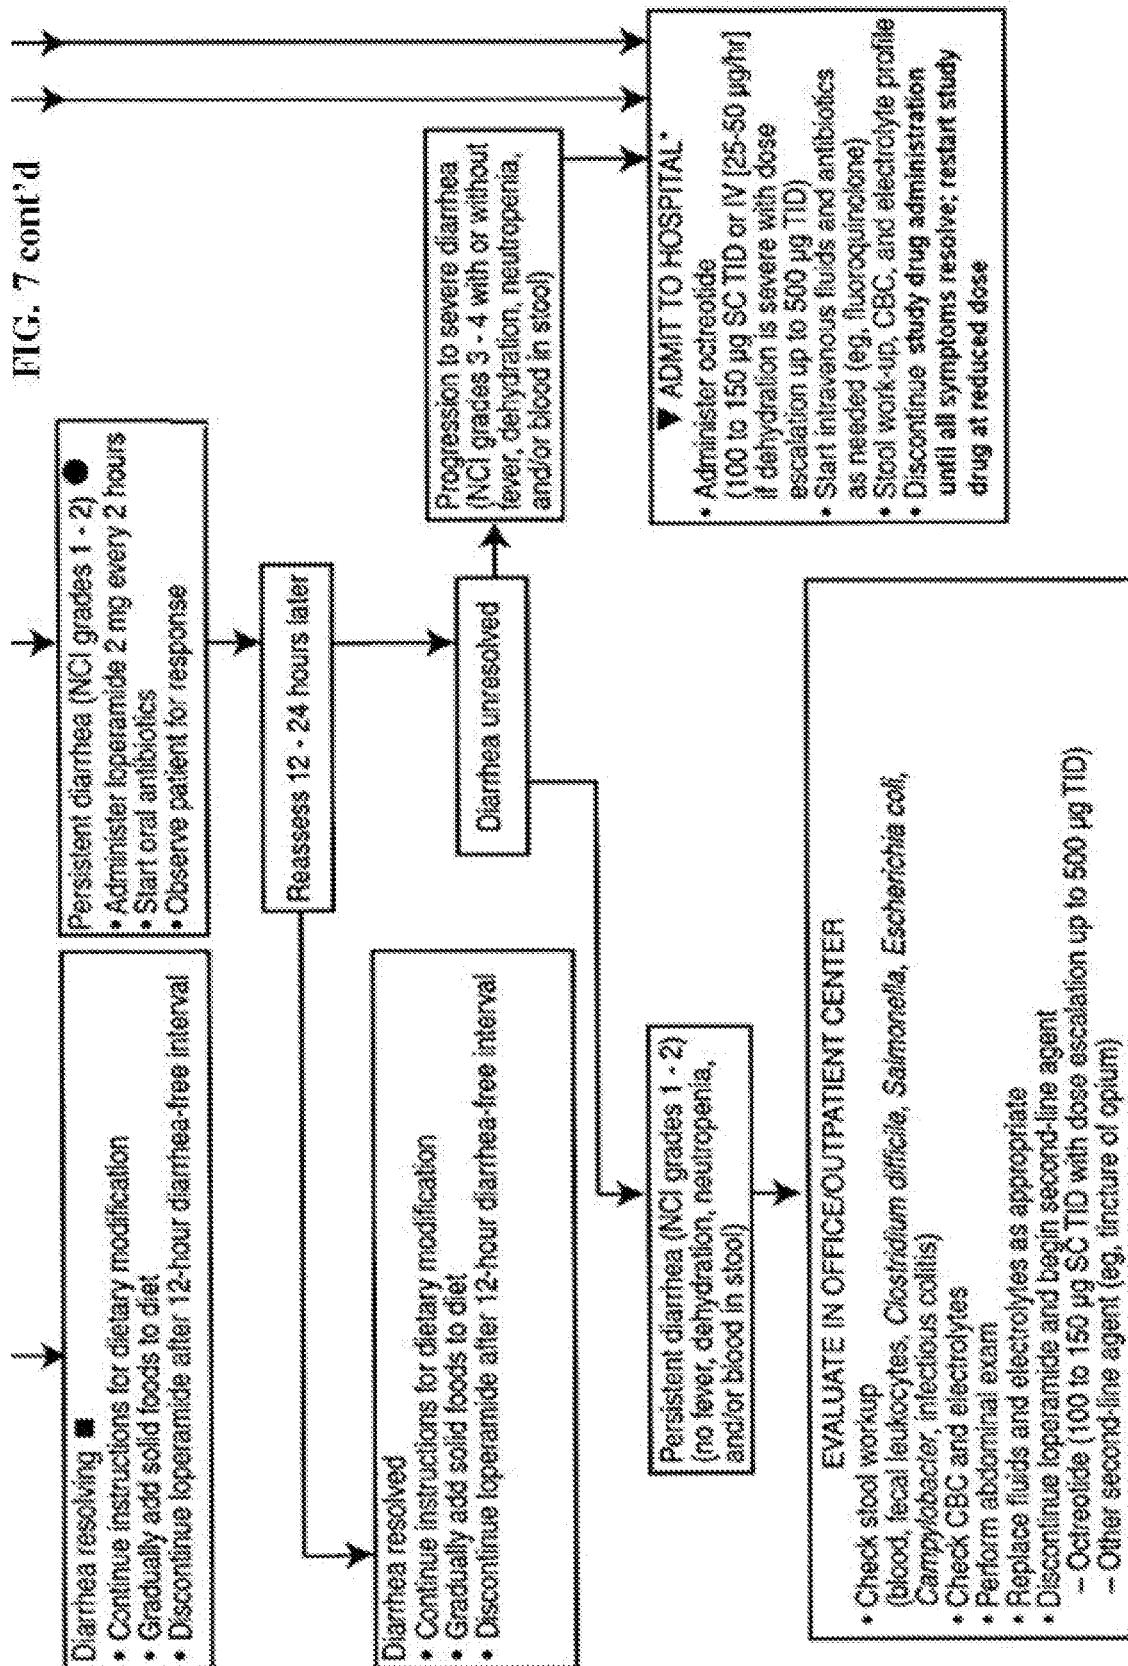 FIG. 7 cont'd
Diarrhea resolving ■
• Continue instructions for dietary modification
• Gradually add solid foods to diet
• Discontinue loperamide after 12-hour diarrhea-free interval
Persistent diarrhea (NCI grades 1 - 2) ●
• Administer loperamide 2 mg every 2 hours
• Start oral antibiotics
• Observe patient for response
Reassess 12 - 24 hours later
Diarrhea resolved
• Continue instructions for dietary modification
• Gradually add solid foods to diet
• Discontinue loperamide after 12-hour diarrhea-free interval
Diarrhea unresolved
Progression to severe diarrhea
(NCI grades 3 - 4 with or without
fever, dehydration, neutropenia,
and/or blood in stool)
Persistent diarrhea (NCI grades 1 - 2)
(no fever, dehydration, neutropenia,
and/or blood in stool)
▼ ADMIT TO HOSPITAL*
• Administer octreotide
(100 to 150 µg SC TID or IV [25-50 µg/hr]
if dehydration is severe with dose
escalation up to 500 µg TID)
• Start intravenous fluids and antibiotics
as needed (eg, fluoroquinolone)
• Stool work-up, CBC, and electrolyte profile
• Discontinue study drug administration
until all symptoms resolve; restart study
drug at reduced dose
EVALUATE IN OFFICE/OUTPATIENT CENTER
• Check stool workup
(blood, fecal leukocytes, Clostridium difficile, Salmonella, Escherichia coli,
Campylobacter, infectious colitis)
• Check CBC and electrolytes
• Perform abdominal exam
• Replace fluids and electrolytes as appropriate
• Discontinue loperamide and begin second-line agent
– Octreotide (100 to 150 µg SC TID with dose escalation up to 500 µg TID)
– Other second-line agent (eg, tincture of opium)